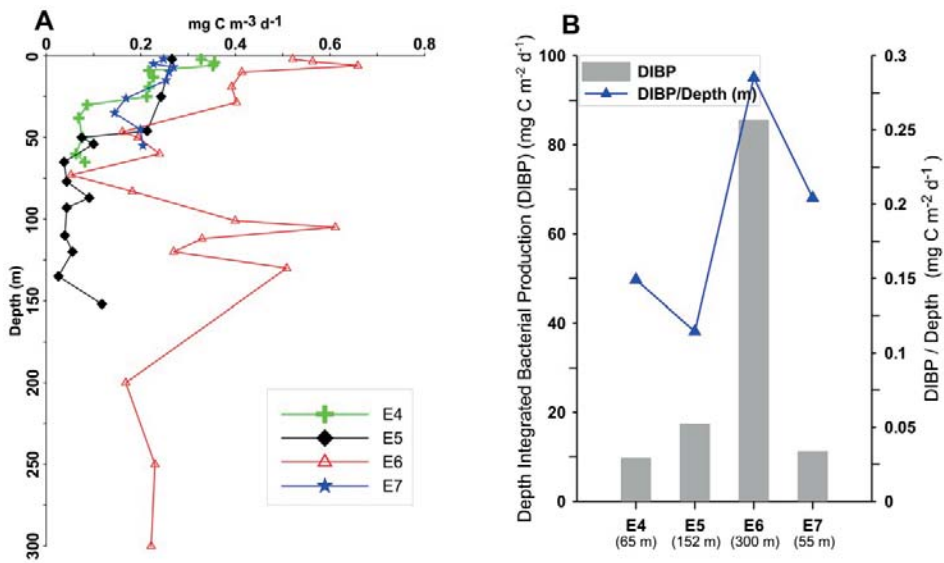 A
mg C m-3 d-1
0 0.2 0.4 0.6 0.8
0
50
100
150
200
250
300
Depth (m)
E4
E5
E6
E7
B
Depth Integrated Bacterial Production (DIBP) (mg C m-2 d-1)
100
80
60
40
20
0
DIBP
DIBP/Depth (m)
0.3
0.25
0.2
0.15
0.1
0.05
0
DIBP / Depth (mg C m-2 d-1)
E4 E5 E6 E7
(65 m) (152 m) (300 m) (55 m)